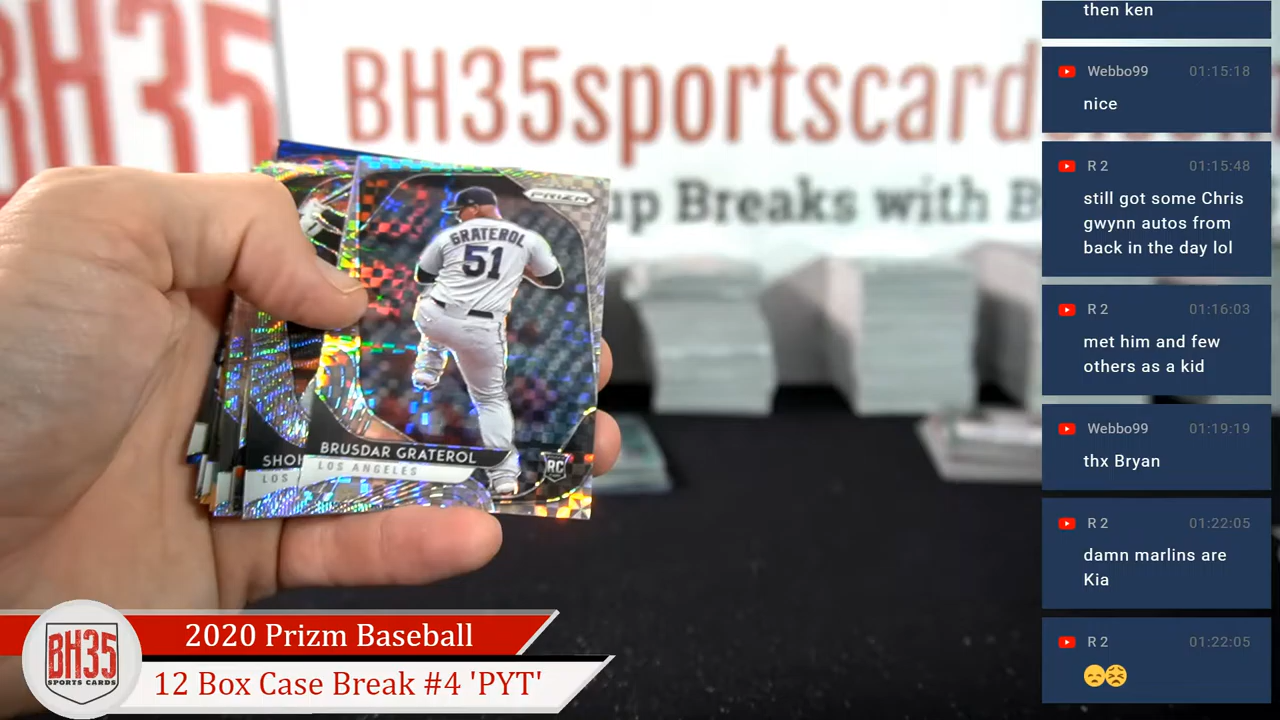 BH35
BH35sportscards.com
up Breaks with B
PRIZM
GRATEROL
51
BRUSDAR GRATEROL
LOS ANGELES
RC
SHOH
LOS
BH35
SPORTS CARDS
2020 Prizm Baseball
12 Box Case Break #4 'PYT'
then ken
Webbo99 01:15:18
nice
R 2 01:15:48
still got some Chris
gwynn autos from
back in the day lol
R 2 01:16:03
met him and few
others as a kid
Webbo99 01:19:19
thx Bryan
R 2 01:22:05
damn marlins are
Kia
R 2 01:22:05
😞😣